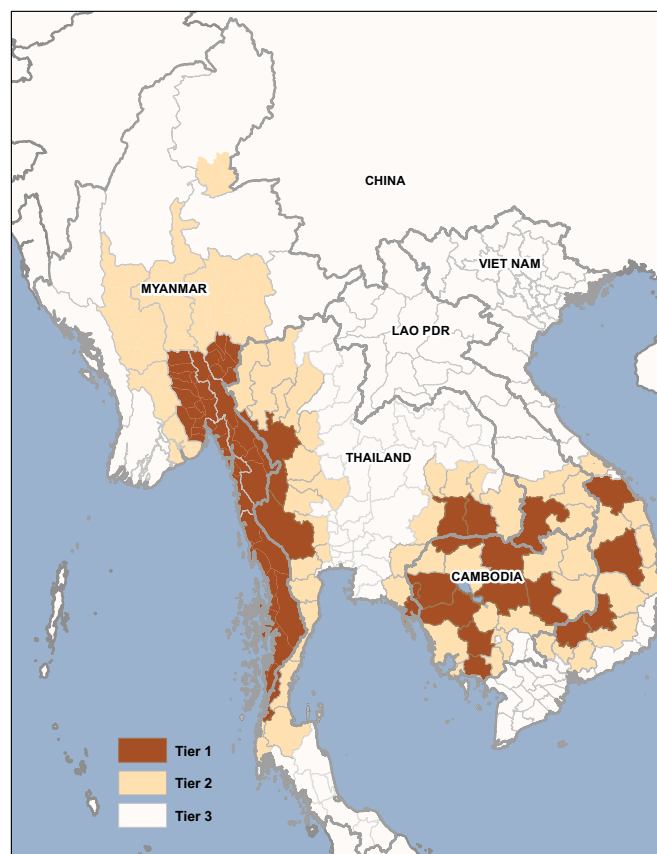 CHINA
VIET NAM
MYANMAR
LAO PDR
THAILAND
CAMBODIA
Tier 1
Tier 2
Tier 3